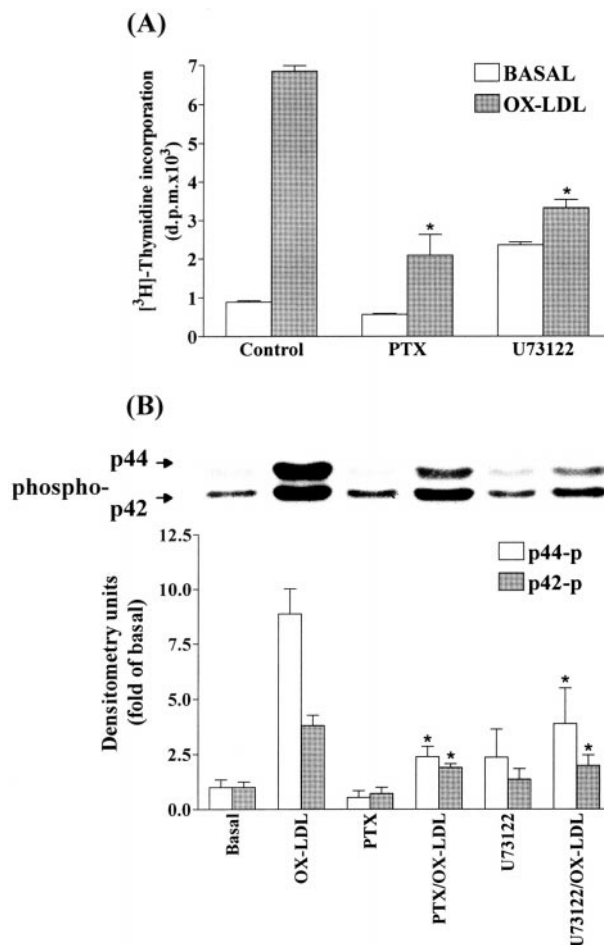 (A)
[³H]-Thymidine incorporation
(d.p.m.x10³)
7
6
5
4
3
2
1
0
BASAL
OX-LDL
*
*
Control
PTX
U73122
(B)
phospho-
p44
p42
Densitometry units
(fold of basal)
12.5
10.0
7.5
5.0
2.5
0.0
p44-p
p42-p
*
*
*
*
Basal
OX-LDL
PTX
PTX/OX-LDL
U73122
U73122/OX-LDL